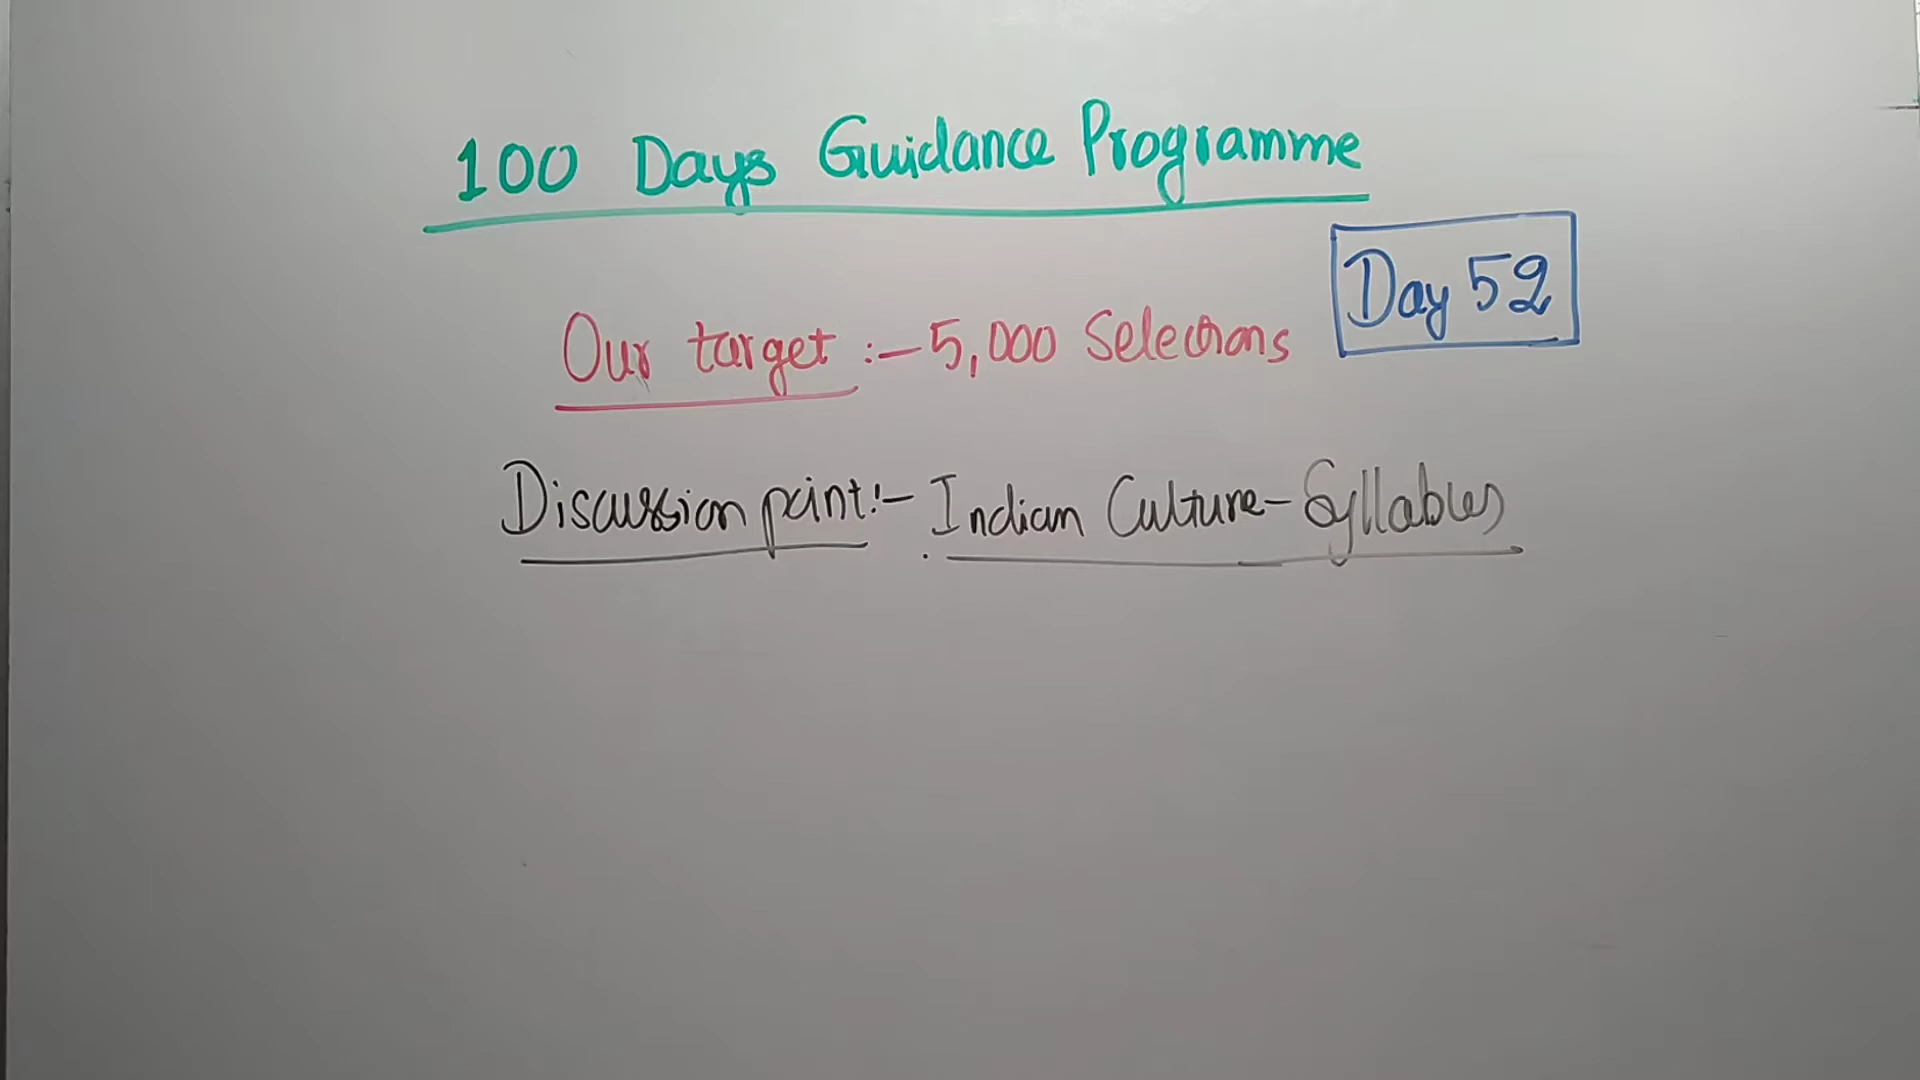 100 Days Guidance Programme
Day 52
Our target :- 5,000 Selections
Discussion point :- Indian Culture - Syllables